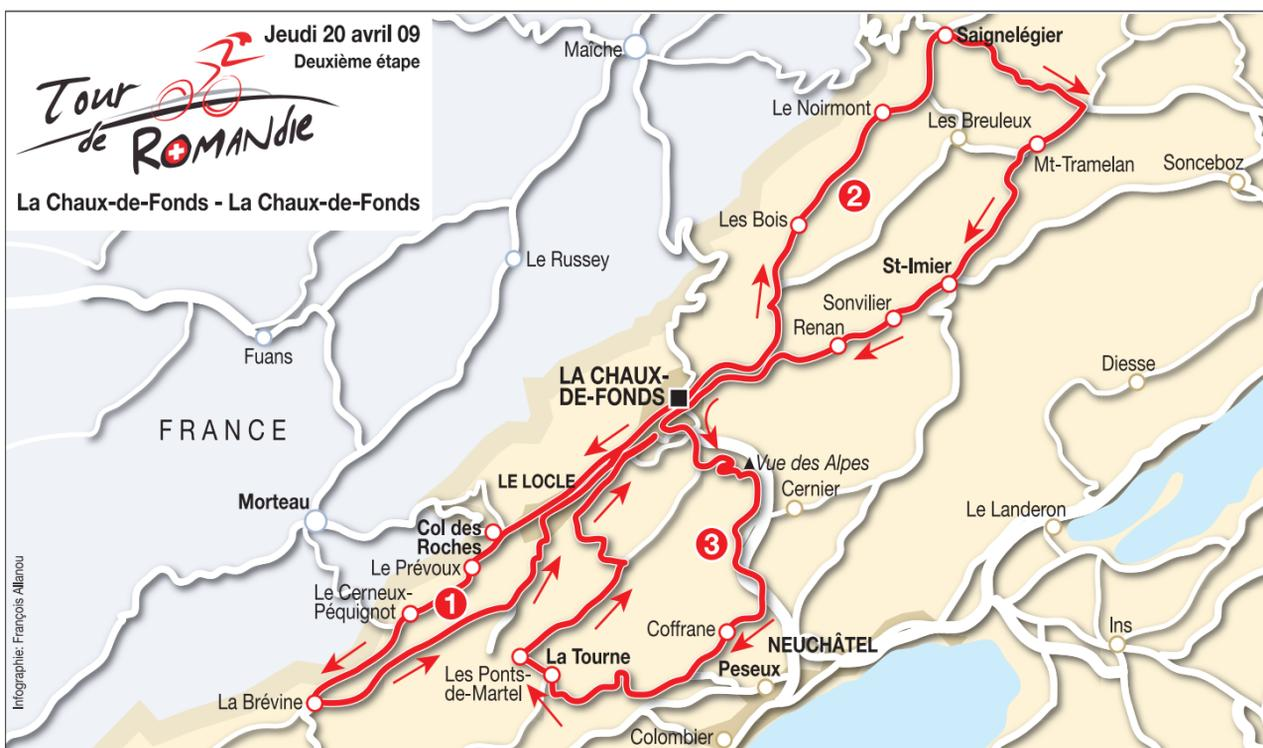 Jeudi 20 avril 09
Deuxième étape
Tour
de ROMANDIE
La Chaux-de-Fonds - La Chaux-de-Fonds
Maîche
Saignelégier
Le Noirmont
Les Breuleux
Mt-Tramelan
Sonceboz
2
Les Bois
Le Russey
St-Imier
Sonvilier
Renan
Fuans
Diesse
LA CHAUX-
DE-FONDS
FRANCE
Vue des Alpes
LE LOCLE
Cernier
Morteau
Le Landeron
Col des
Roches
3
Le Prévoux
Le Cerneux-
Péquignot
1
Coffrane
Ins
NEUCHÂTEL
La Tourne
Peseux
Les Ponts-
de-Martel
La Brévine
Colombier
Infographie: François Allanou